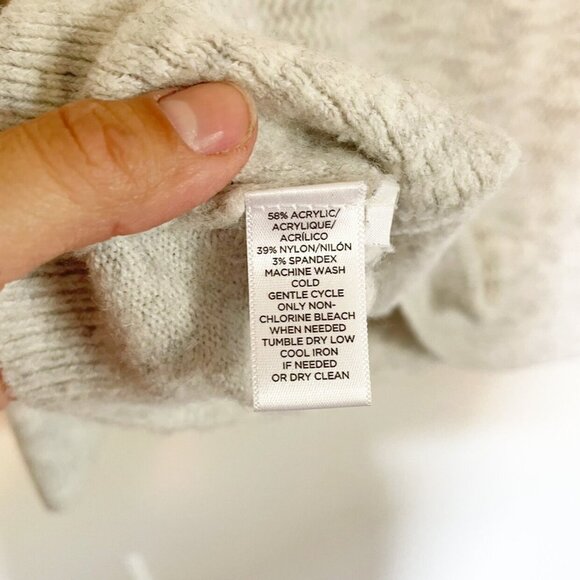 58% ACRYLIC/
ACRYLIQUE/
ACRÍLICO
39% NYLON/NILÓN
3% SPANDEX
MACHINE WASH
COLD
GENTLE CYCLE
ONLY NON-
CHLORINE BLEACH
WHEN NEEDED
TUMBLE DRY LOW
COOL IRON
IF NEEDED
OR DRY CLEAN